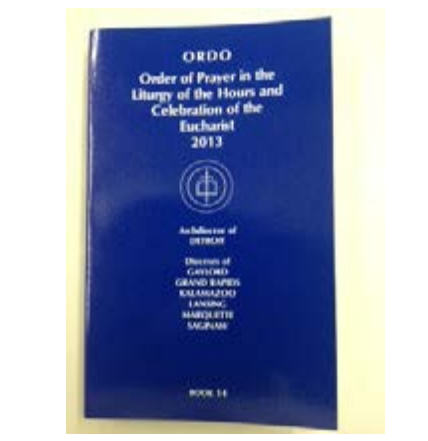 ORDO
Order of Prayer in the
Liturgy of the Hours and
Celebration of the
Eucharist
2013
Archdiocese of
DETROIT
Dioceses of
GAYLORD
GRAND RAPIDS
KALAMAZOO
LANSING
MARQUETTE
SAGINAW
BOOK